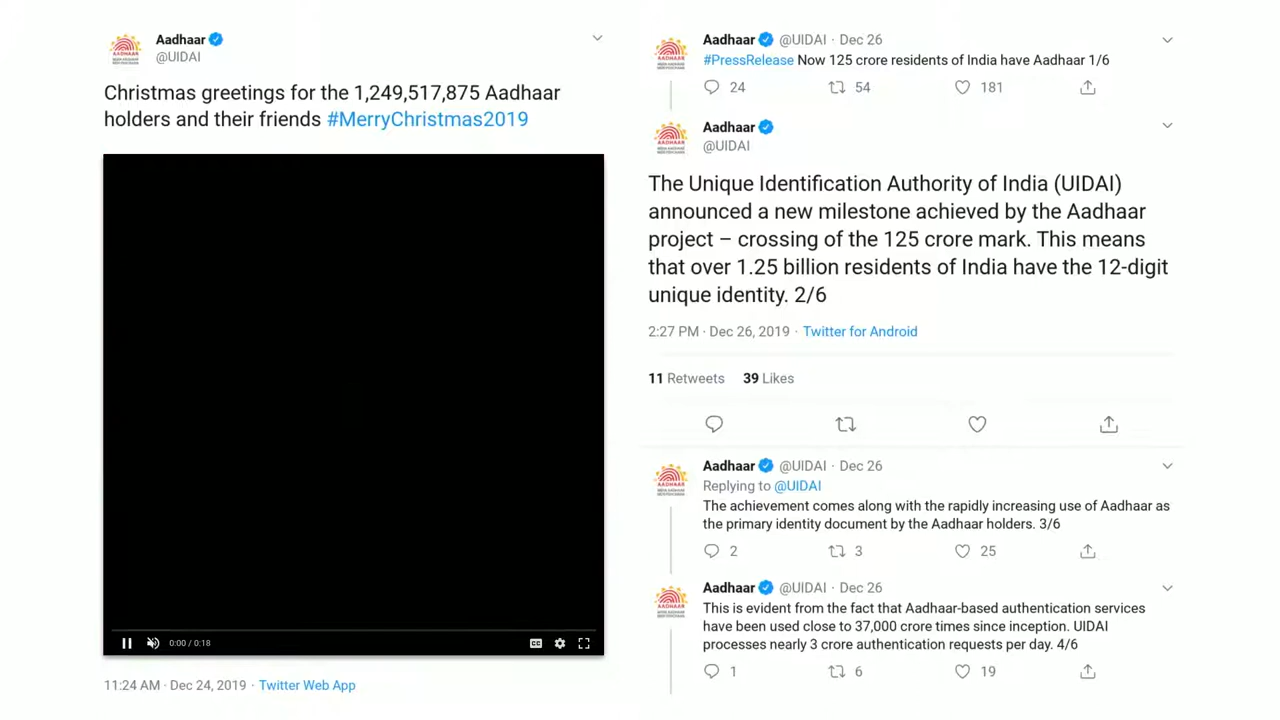 Aadhaar
@UIDAI
Christmas greetings for the 1,249,517,875 Aadhaar
holders and their friends #MerryChristmas2019
0:00 / 0:18
CC
11:24 AM · Dec 24, 2019 · Twitter Web App
Aadhaar @UIDAI · Dec 26
#PressRelease Now 125 crore residents of India have Aadhaar 1/6
24 54 181
Aadhaar
@UIDAI
The Unique Identification Authority of India (UIDAI)
announced a new milestone achieved by the Aadhaar
project – crossing of the 125 crore mark. This means
that over 1.25 billion residents of India have the 12-digit
unique identity. 2/6
2:27 PM · Dec 26, 2019 · Twitter for Android
11 Retweets 39 Likes
Aadhaar @UIDAI · Dec 26
Replying to @UIDAI
The achievement comes along with the rapidly increasing use of Aadhaar as
the primary identity document by the Aadhaar holders. 3/6
2 3 25
Aadhaar @UIDAI · Dec 26
This is evident from the fact that Aadhaar-based authentication services
have been used close to 37,000 crore times since inception. UIDAI
processes nearly 3 crore authentication requests per day. 4/6
1 6 19